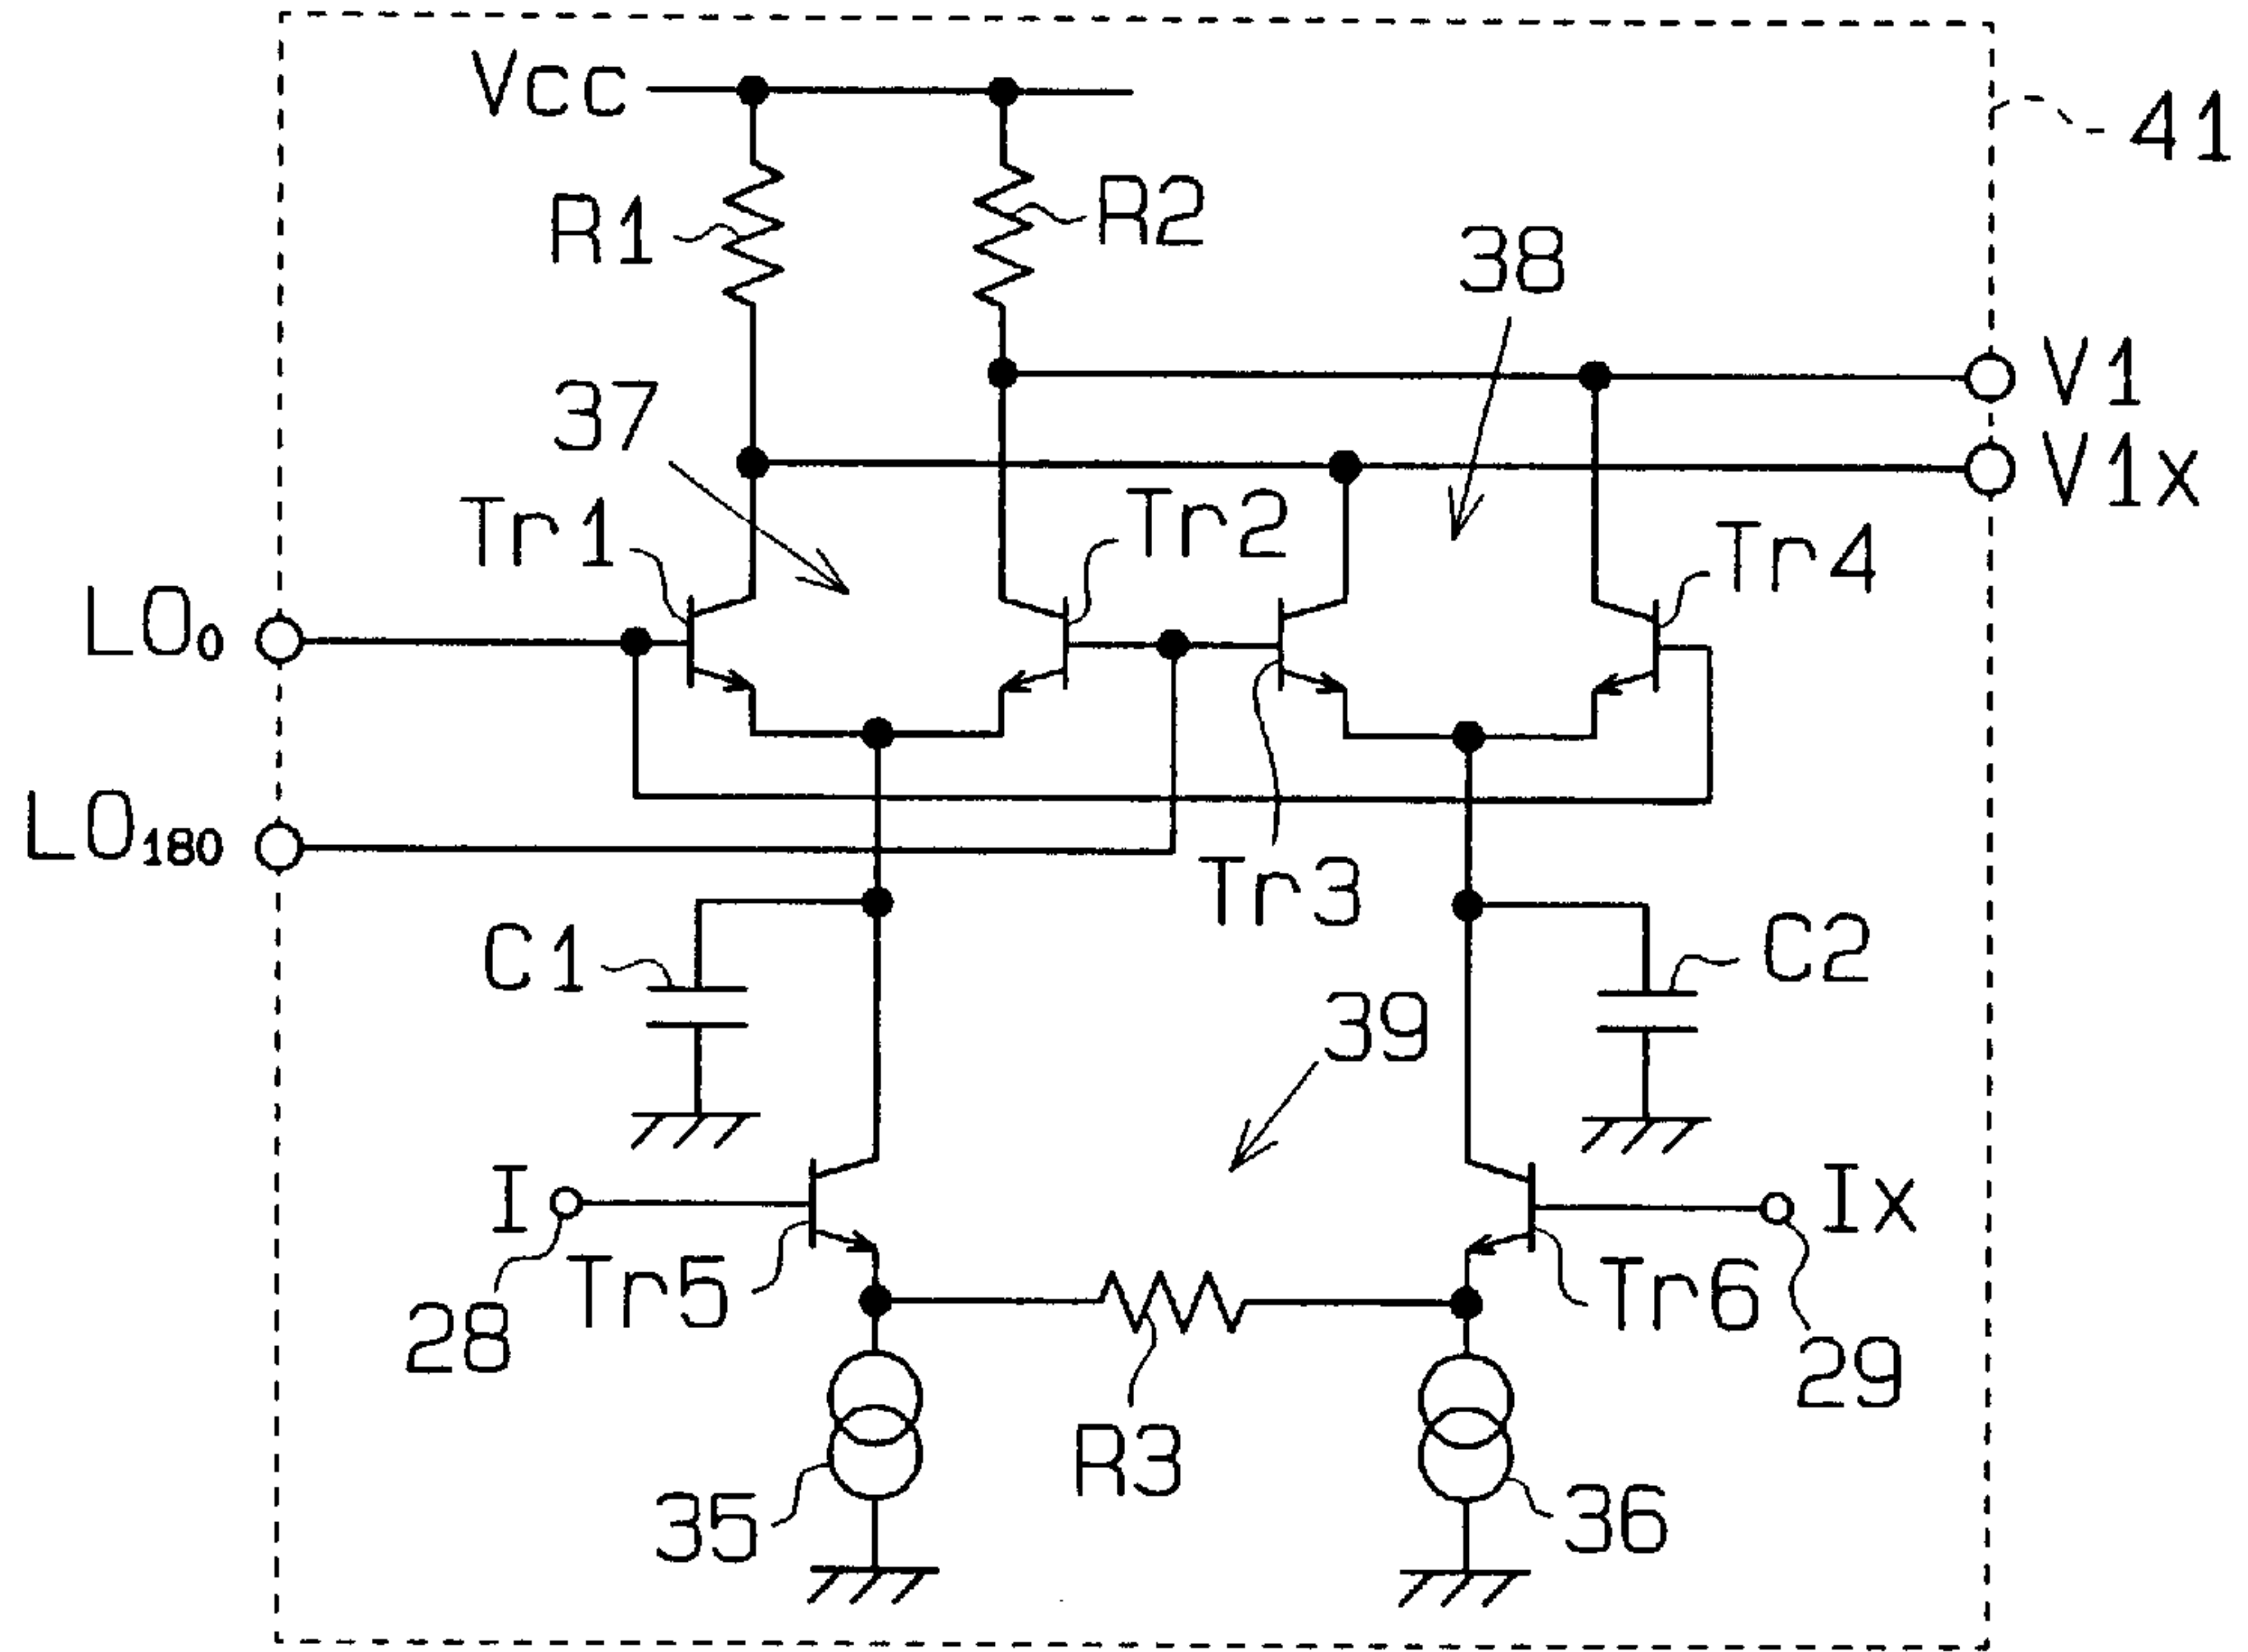 Vcc
41
R1
R2
38
V1
37
V1x
Tr1
Tr2
Tr4
LO₀
LO₁₈₀
Tr3
C1
C2
39
I
Ix
Tr5
Tr6
28
29
R3
35
36